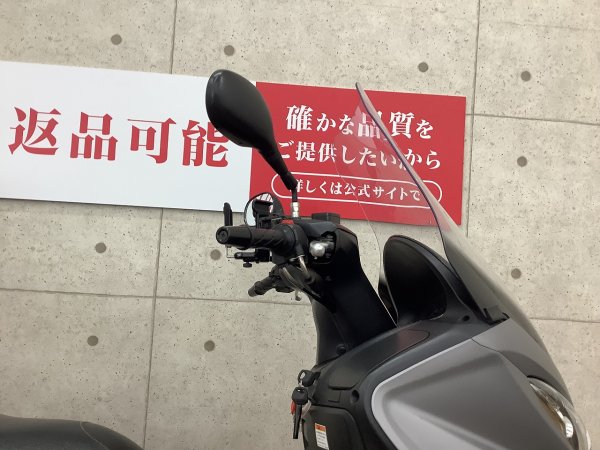 返品可能
確かな品質を
ご提供したいから
詳しくは公式サイトで